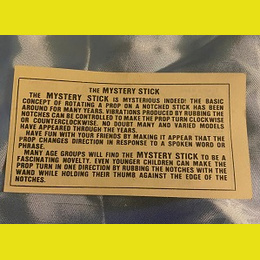 THE MYSTERY STICK
THE MYSTERY STICK IS MYSTERIOUS INDEED! THE BASIC
CONCEPT OF ROTATING A PROP ON A NOTCHED STICK HAS BEEN
AROUND FOR MANY YEARS. VIBRATIONS PRODUCED BY RUBBING THE
NOTCHES CAN BE CONTROLLED TO MAKE THE PROP TURN CLOCKWISE
OR COUNTERCLOCKWISE. NO DOUBT MANY AND VARIED MODELS
HAVE APPEARED THROUGH THE YEARS.
HAVE FUN WITH YOUR FRIENDS BY MAKING IT APPEAR THAT THE
PROP CHANGES DIRECTION IN RESPONSE TO A SPOKEN WORD OR
PHRASE.
MANY AGE GROUPS WILL FIND THE MYSTERY STICK TO BE A
FASCINATING NOVELTY. EVEN YOUNGER CHILDREN CAN MAKE THE
PROP TURN IN ONE DIRECTION BY RUBBING THE NOTCHES WITH THE
WAND WHILE HOLDING THEIR THUMB AGAINST THE EDGE OF THE
NOTCHES.